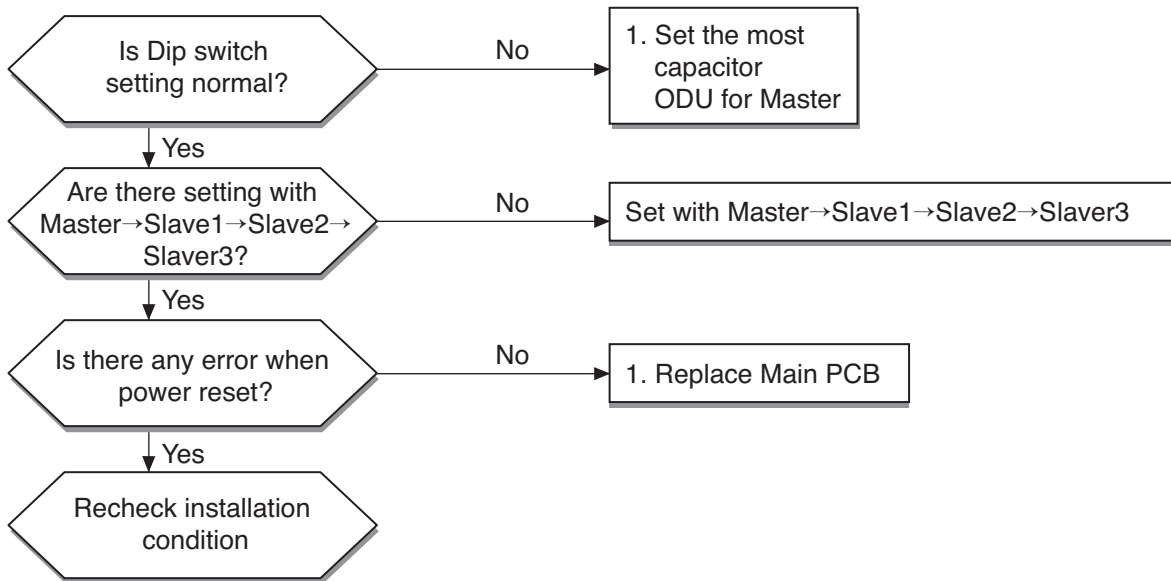 Is Dip switch
setting normal?
No
1. Set the most
capacitor
ODU for Master
Yes
Are there setting with
Master→Slave1→Slave2→
Slaver3?
No
Set with Master→Slave1→Slave2→Slaver3
Yes
Is there any error when
power reset?
No
1. Replace Main PCB
Yes
Recheck installation
condition